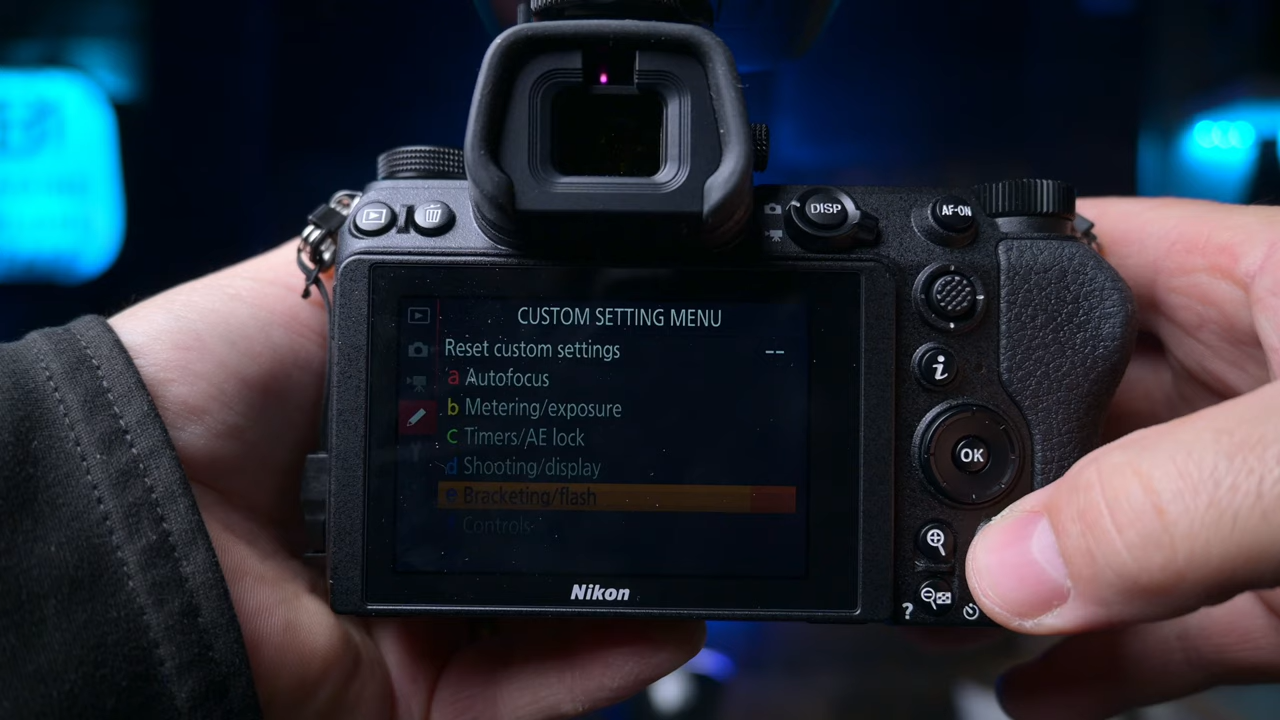 DISP
AF-ON
CUSTOM SETTING MENU
Reset custom settings --
a Autofocus
b Metering/exposure
c Timers/AE lock
d Shooting/display
e Bracketing/flash
Controls
i
OK
?
Nikon